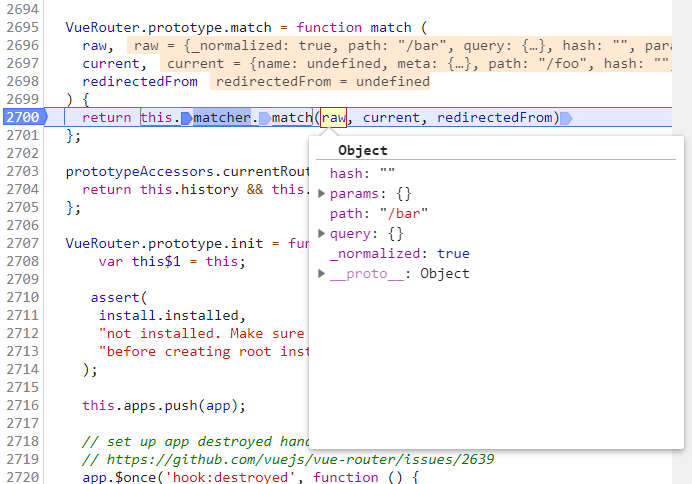 2694
2695 VueRouter.prototype.match = function match (
2696 raw, raw = {_normalized: true, path: "/bar", query: {…}, hash: "", para
2697 current, current = {name: undefined, meta: {…}, path: "/foo", hash: "",
2698 redirectedFrom redirectedFrom = undefined
2699 ) {
2700 return this.matcher.match(raw, current, redirectedFrom)
2701 };
2702
2703 prototypeAccessors.currentRout
2704 return this.history && this.
2705 };
2706
2707 VueRouter.prototype.init = fun
2708 var this$1 = this;
2709
2710 assert(
2711 install.installed,
2712 "not installed. Make sure
2713 "before creating root inst
2714 );
2715
2716 this.apps.push(app);
2717
2718 // set up app destroyed hand
2719 // https://github.com/vuejs/vue-router/issues/2639
2720 app.$once('hook:destroyed', function () {
Object
hash: ""
params: {}
path: "/bar"
query: {}
_normalized: true
__proto__: Object